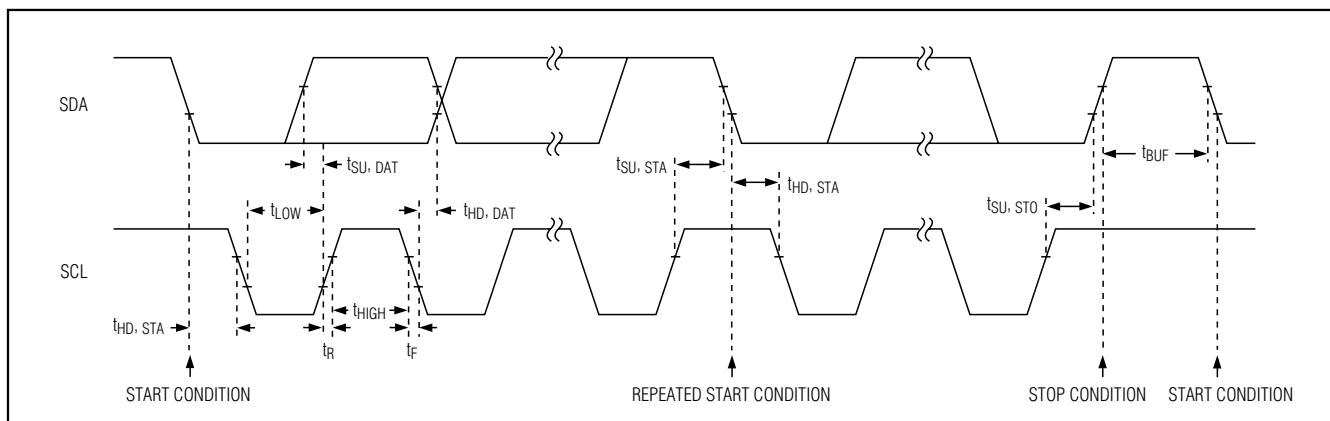 SDA
tSU, DAT
tSU, STA
tBUF
tHD, STA
tLOW
tHD, DAT
tSU, STO
SCL
tHIGH
tHD, STA
tR
tF
START CONDITION
REPEATED START CONDITION
STOP CONDITION
START CONDITION